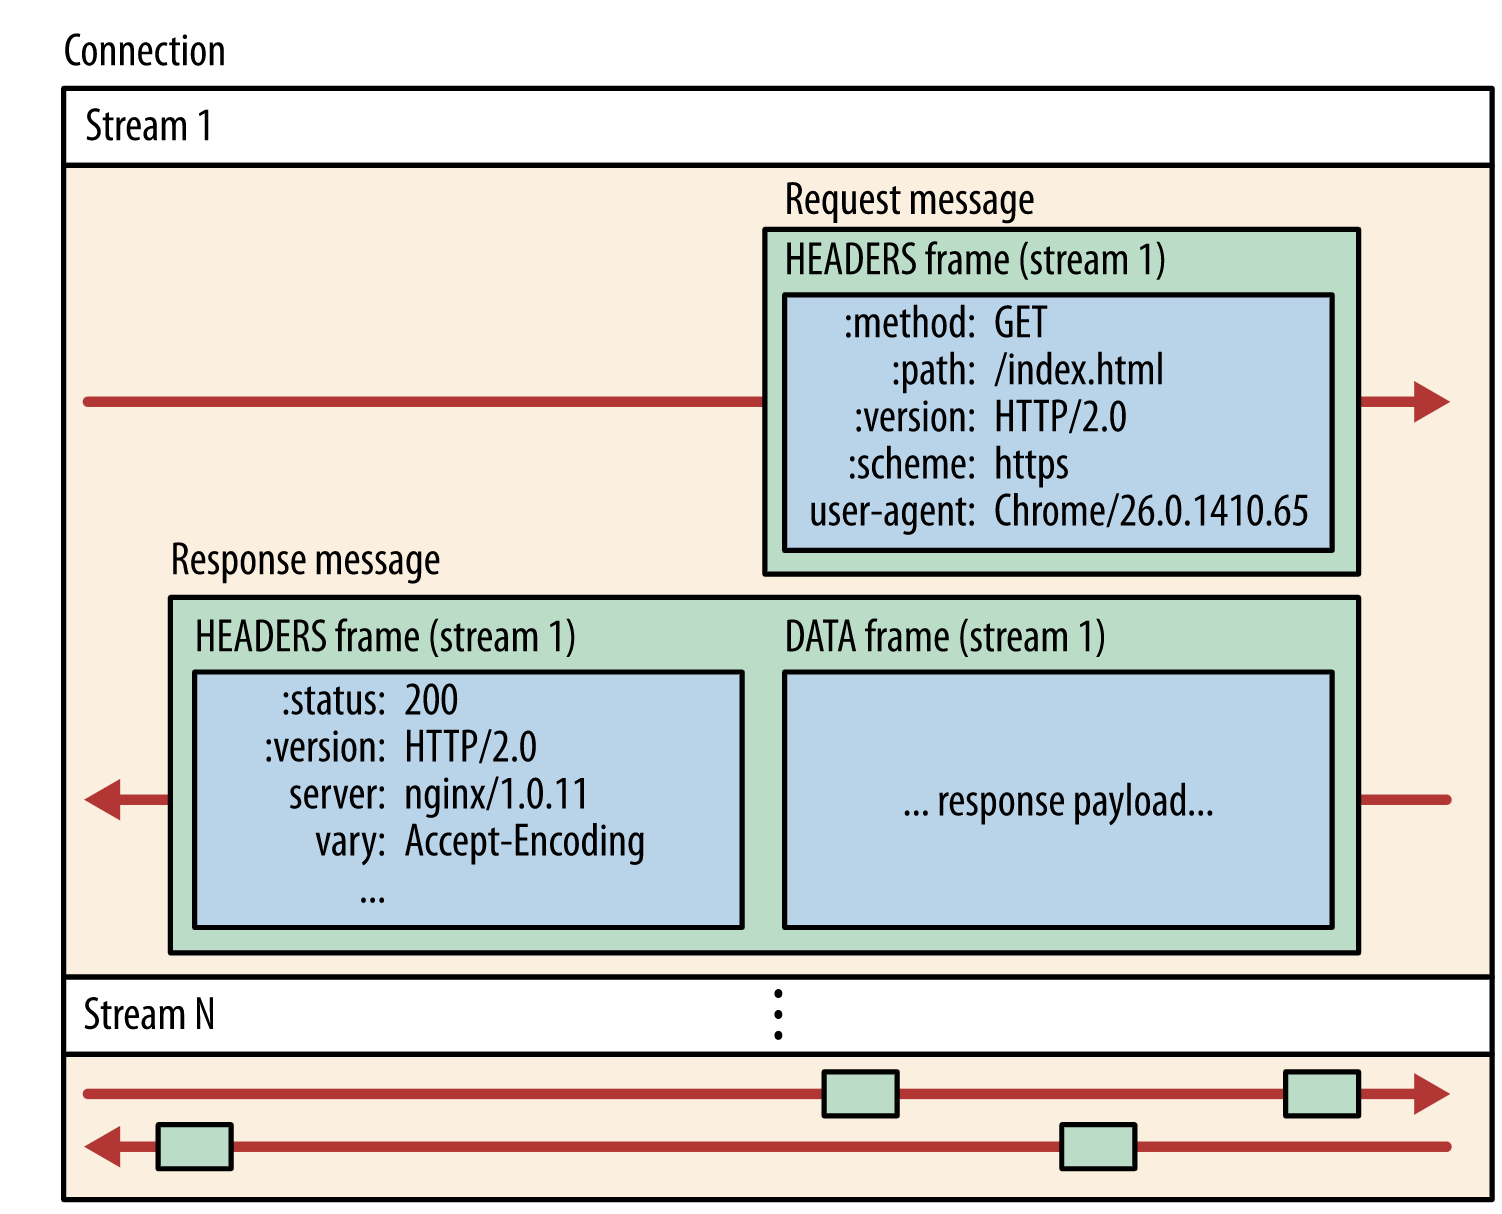 Connection
Stream 1
Request message
HEADERS frame (stream 1)
:method: GET
:path: /index.html
:version: HTTP/2.0
:scheme: https
user-agent: Chrome/26.0.1410.65
Response message
HEADERS frame (stream 1)
:status: 200
:version: HTTP/2.0
server: nginx/1.0.11
vary: Accept-Encoding
...
DATA frame (stream 1)
... response payload...
Stream N